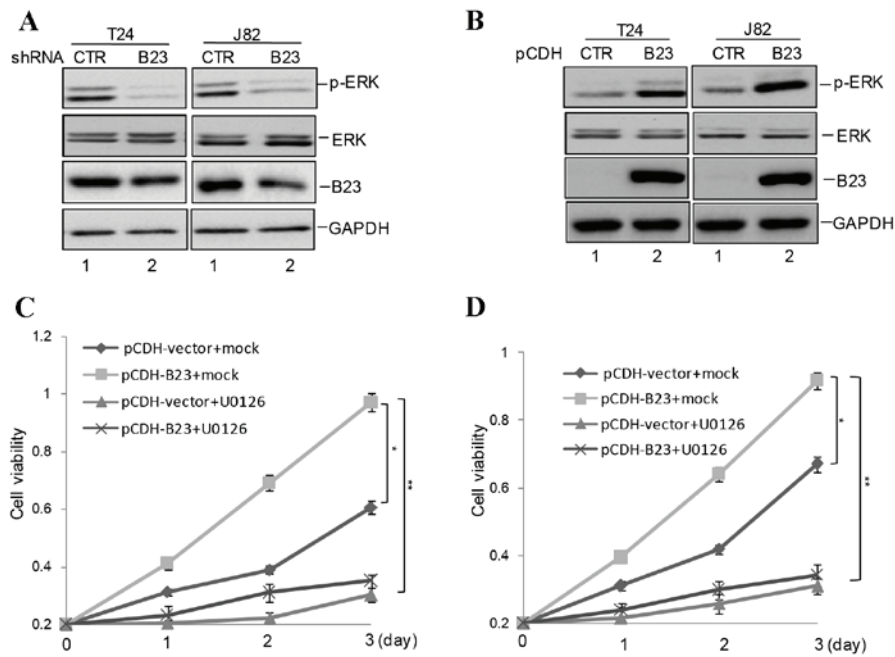 A
T24 J82
shRNA CTR B23 CTR B23
p-ERK
ERK
B23
GAPDH
1 2 1 2
B
T24 J82
pCDH CTR B23 CTR B23
p-ERK
ERK
B23
GAPDH
1 2 1 2
C
Cell viability
1.2
1
0.8
0.6
0.4
0.2
pCDH-vector+mock
pCDH-B23+mock
pCDH-vector+U0126
pCDH-B23+U0126
*
**
0 1 2 3 (day)
D
Cell viability
1
0.8
0.6
0.4
0.2
pCDH-vector+mock
pCDH-B23+mock
pCDH-vector+U0126
pCDH-B23+U0126
*
**
0 1 2 3 (day)